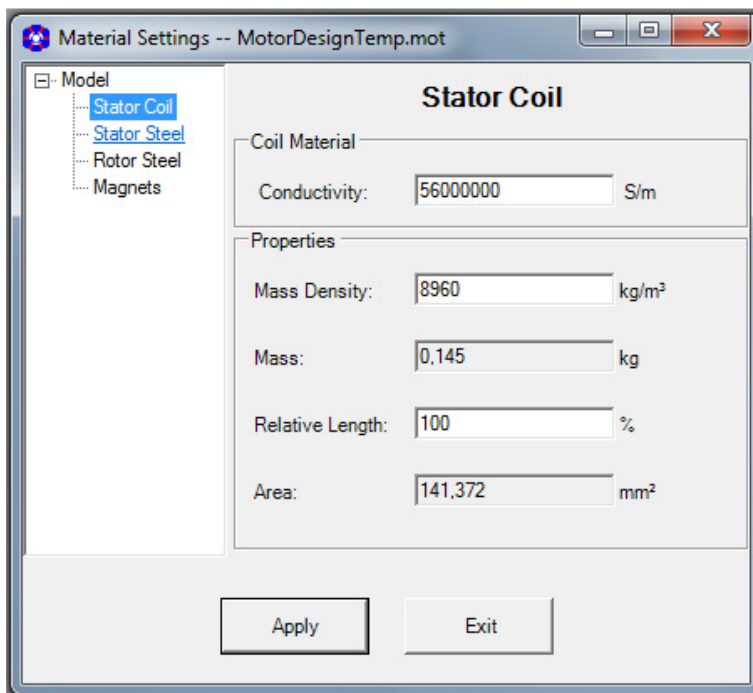 Material Settings -- MotorDesignTemp.mot
Model
Stator Coil
Stator Steel
Rotor Steel
Magnets
Stator Coil
Coil Material
Conductivity: 56000000 S/m
Properties
Mass Density: 8960 kg/m³
Mass: 0,145 kg
Relative Length: 100 %
Area: 141,372 mm²
Apply Exit